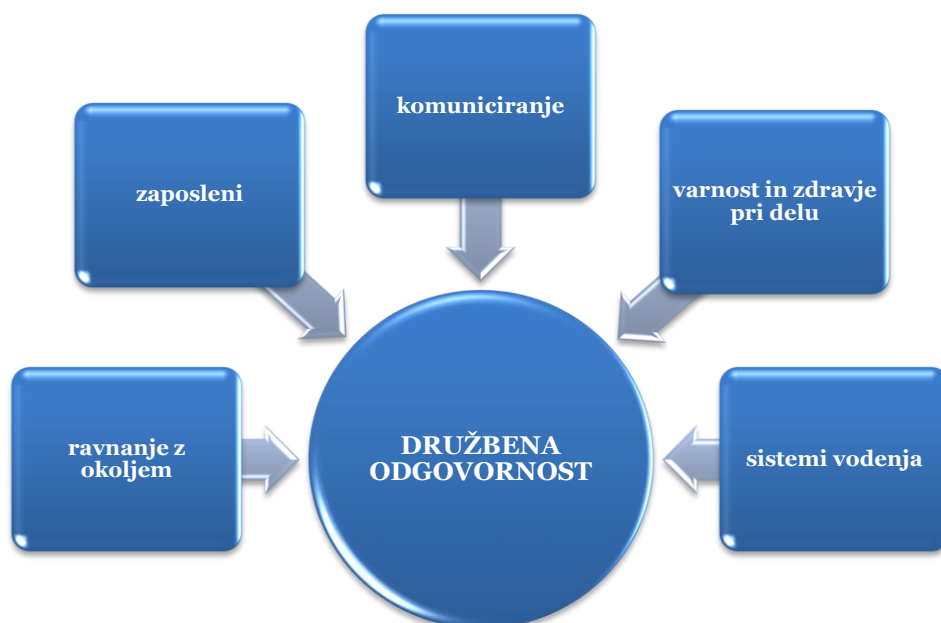 komuniciranje
zaposleni
varnost in zdravje
pri delu
ravnanje z
okoljem
DRUŽBENA
ODGOVORNOST
sistemi vodenja